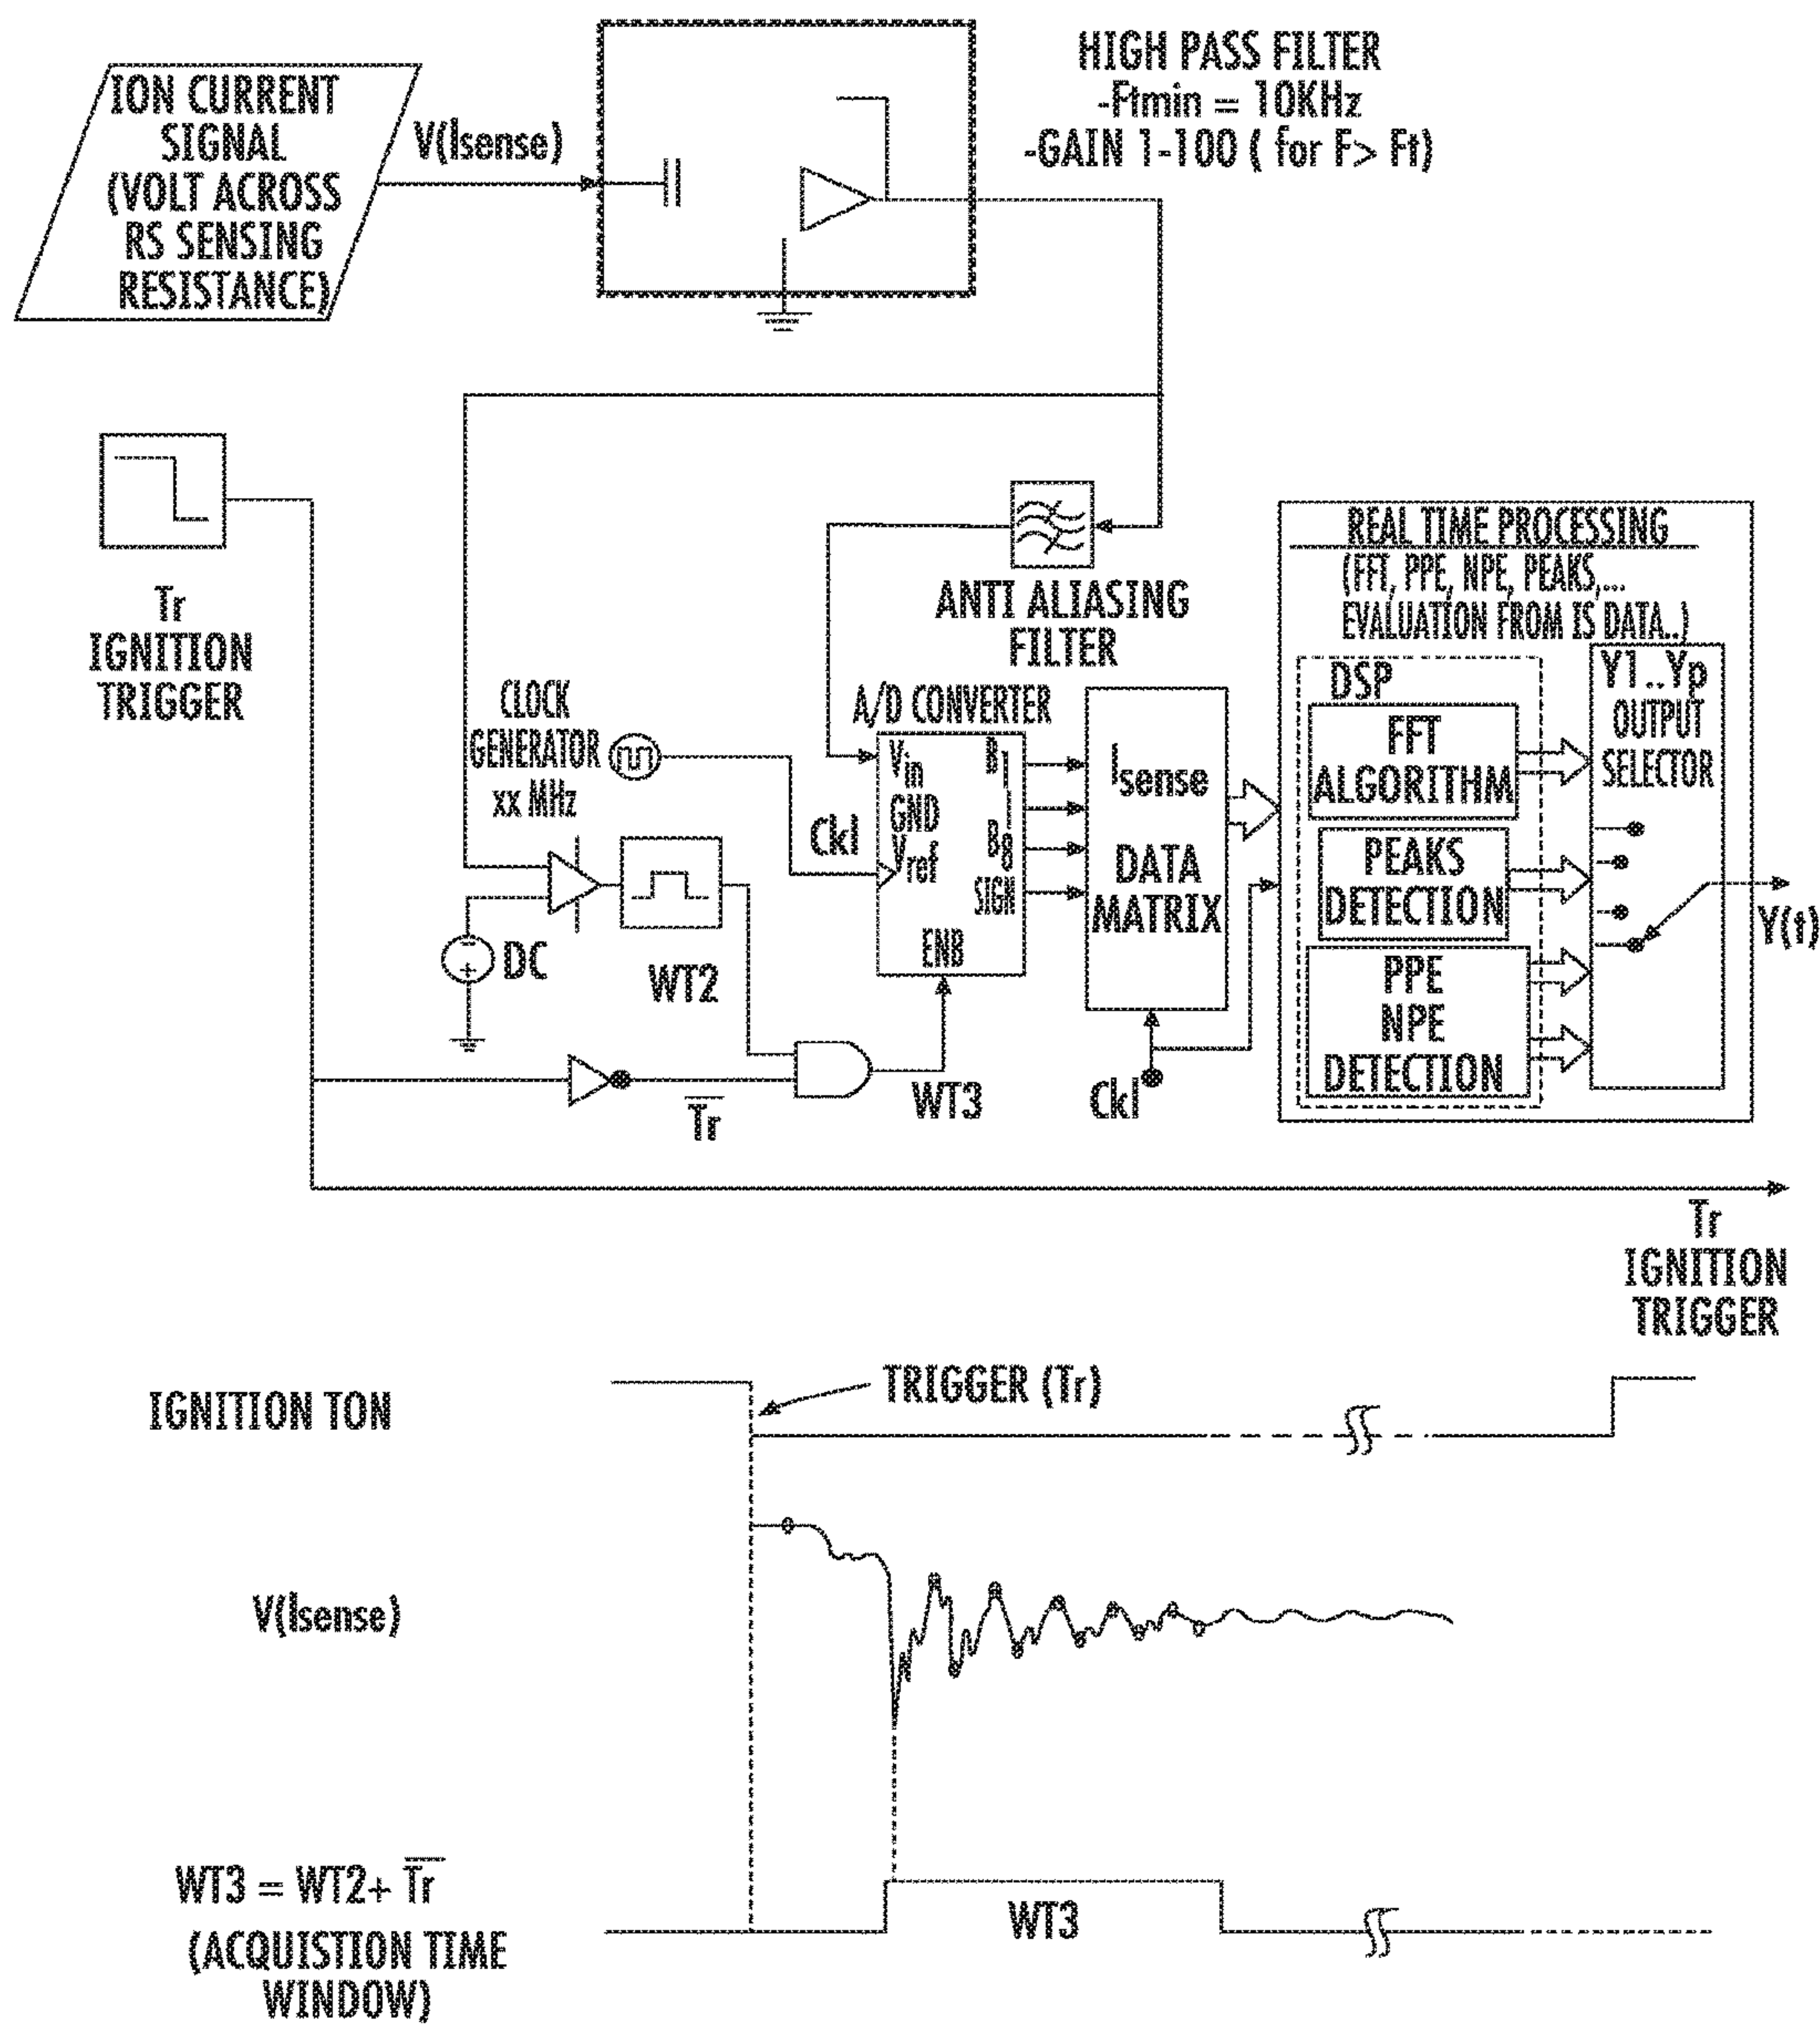 ION CURRENT
SIGNAL
(VOLT ACROSS
RS SENSING
RESISTANCE)
V(Isense)
HIGH PASS FILTER
-Ftmin = 10KHz
-GAIN 1-100 ( for F> Ft)
Tr
IGNITION
TRIGGER
ANTI ALIASING
FILTER
CLOCK
GENERATOR
xx MHz
Ckl
DC
WT2
A/D CONVERTER
Vin
GND
Vref
B1
B8
SIGN
ENB
Isense
DATA
MATRIX
Ckl
WT3
T̅r̅
REAL TIME PROCESSING
(FFT, PPE, NPE, PEAKS,...
EVALUATION FROM IS DATA..)
DSP
FFT
ALGORITHM
PEAKS
DETECTION
PPE
NPE
DETECTION
Y1..Yp
OUTPUT
SELECTOR
Y(t)
Tr
IGNITION
TRIGGER
IGNITION TON
TRIGGER (Tr)
V(Isense)
WT3 = WT2+ T̅r̅
(ACQUISTION TIME
WINDOW)
WT3